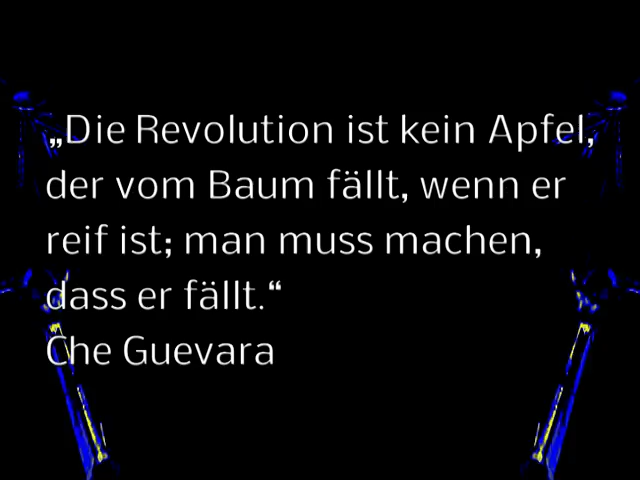 „Die Revolution ist kein Apfel,
der vom Baum fällt, wenn er
reif ist; man muss machen,
dass er fällt.“
Che Guevara